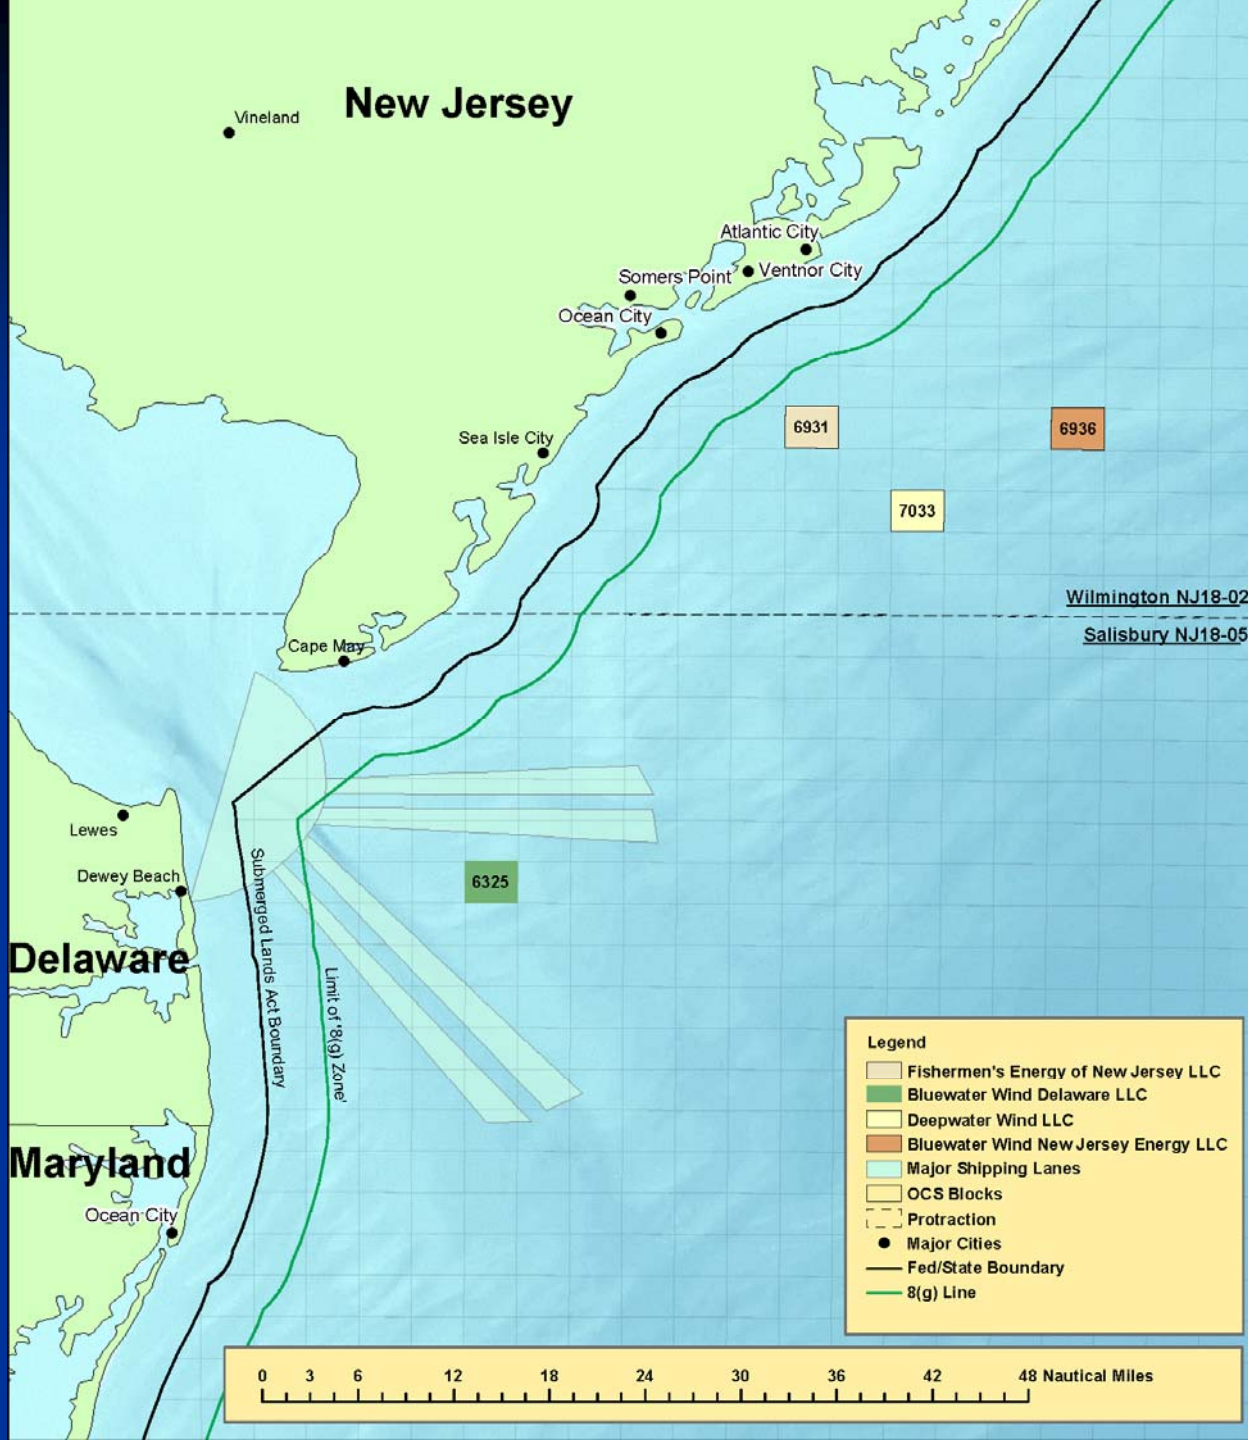 New Jersey
Vineland
Atlantic City
Ventnor City
Somers Point
Ocean City
6931
6936
Sea Isle City
7033
Wilmington NJ18-02
Salisbury NJ18-05
Cape May
Lewes
Dewey Beach
6325
Submerged Lands Act Boundary
Limit of '8(g) Zone'
Delaware
Maryland
Ocean City
Legend
Fishermen's Energy of New Jersey LLC
Bluewater Wind Delaware LLC
Deepwater Wind LLC
Bluewater Wind New Jersey Energy LLC
Major Shipping Lanes
OCS Blocks
Protraction
Major Cities
Fed/State Boundary
8(g) Line
0 3 6 12 18 24 30 36 42 48 Nautical Miles